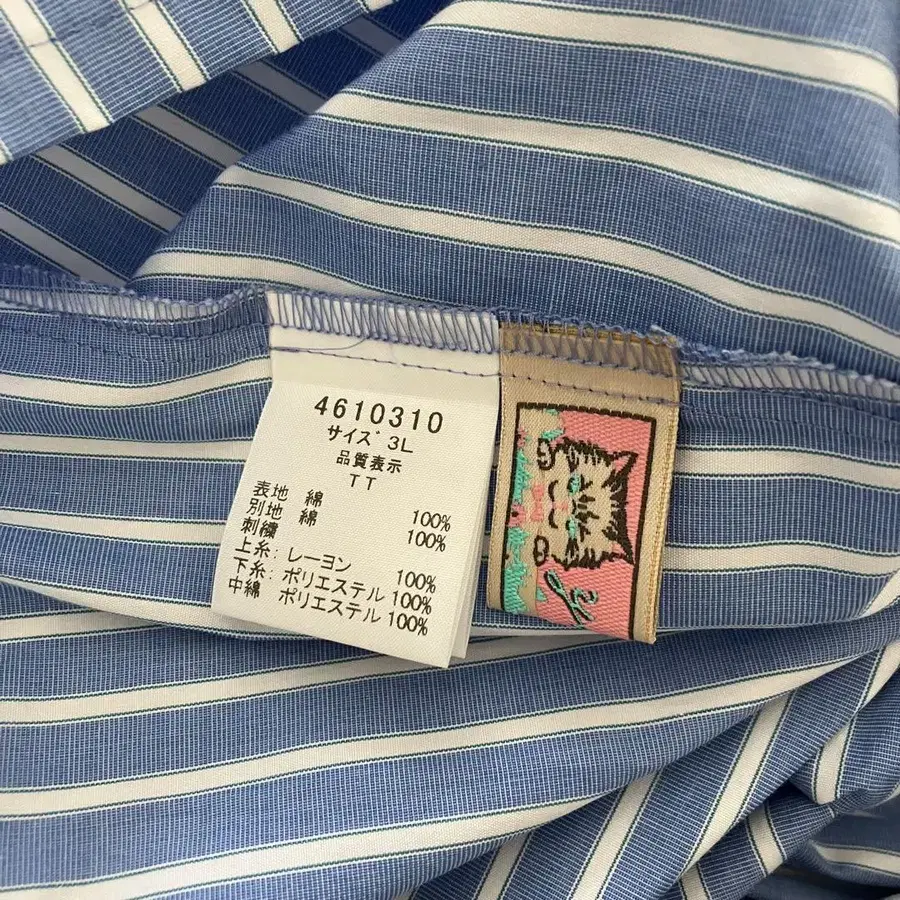 4610310
サイズ 3L
品質表示
TT
表地 綿 100%
別地 綿 100%
刺繍
上糸:レーヨン 100%
下糸:ポリエステル 100%
中綿 ポリエステル 100%